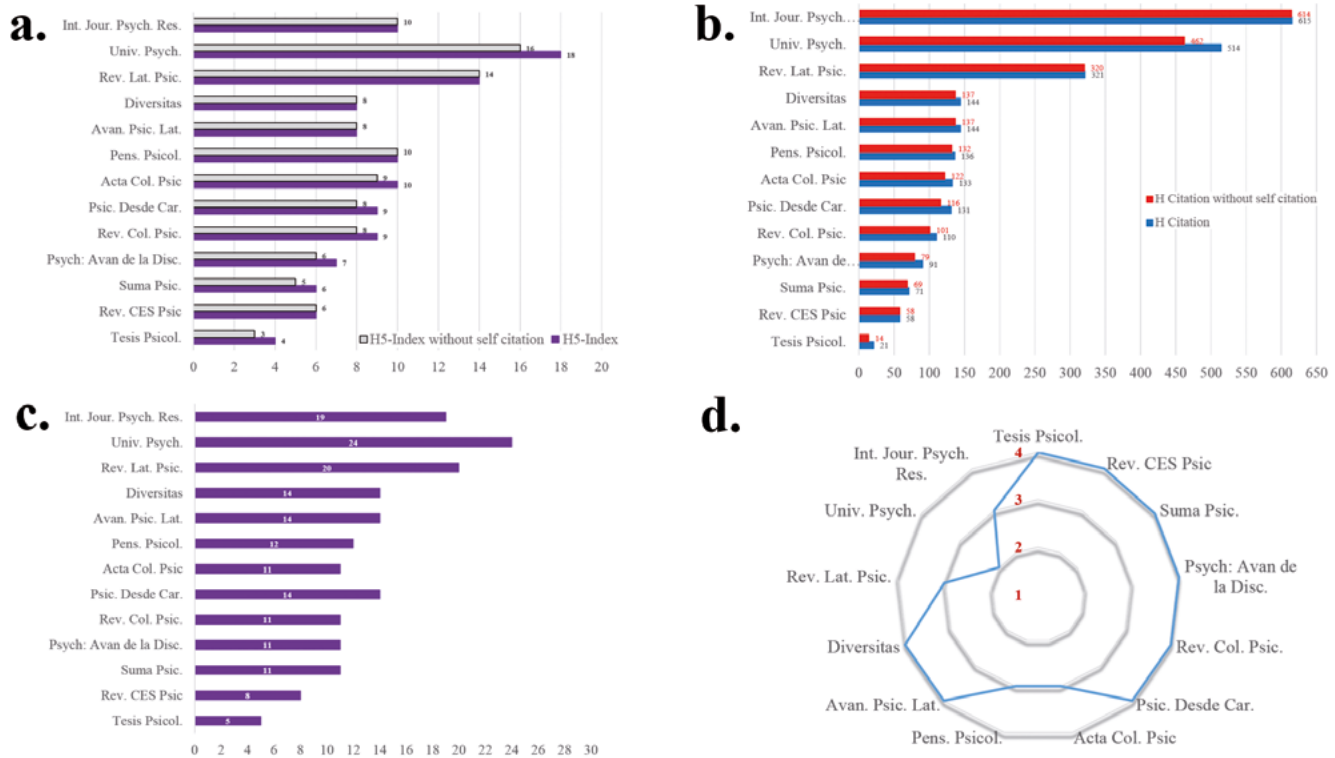 a.
Int. Jour. Psych. Res.
10
Univ. Psych.
16
18
Rev. Lat. Psic.
14
Diversitas
8
Avan. Psic. Lat.
8
Pens. Psicol.
10
Acta Col. Psic
9
10
Psic. Desde Car.
8
9
Rev. Col. Psic.
8
9
Psych: Avan de la Disc.
6
7
Suma Psic.
5
6
Rev. CES Psic
6
Tesis Psicol.
3
4
H5-Index without self citation
H5-Index
0 2 4 6 8 10 12 14 16 18 20
b.
Int. Jour. Psych....
614
615
Univ. Psych.
462
514
Rev. Lat. Psic.
320
321
Diversitas
137
144
Avan. Psic. Lat.
137
144
Pens. Psicol.
132
136
Acta Col. Psic
122
133
Psic. Desde Car.
116
131
Rev. Col. Psic.
101
110
Psych: Avan de...
79
91
Suma Psic.
69
71
Rev. CES Psic
58
58
Tesis Psicol.
14
21
H Citation without self citation
H Citation
0 50 100 150 200 250 300 350 400 450 500 550 600 650
c.
Int. Jour. Psych. Res.
19
Univ. Psych.
24
Rev. Lat. Psic.
20
Diversitas
14
Avan. Psic. Lat.
14
Pens. Psicol.
12
Acta Col. Psic
11
Psic. Desde Car.
14
Rev. Col. Psic.
11
Psych: Avan de la Disc.
11
Suma Psic.
11
Rev. CES Psic
8
Tesis Psicol.
5
0 2 4 6 8 10 12 14 16 18 20 22 24 26 28 30
d.
Tesis Psicol.
Rev. CES Psic
Suma Psic.
Psych: Avan de
la Disc.
Rev. Col. Psic.
Psic. Desde Car.
Acta Col. Psic
Pens. Psicol.
Avan. Psic. Lat.
Diversitas
Rev. Lat. Psic.
Univ. Psych.
Int. Jour. Psych.
Res.
4
3
2
1